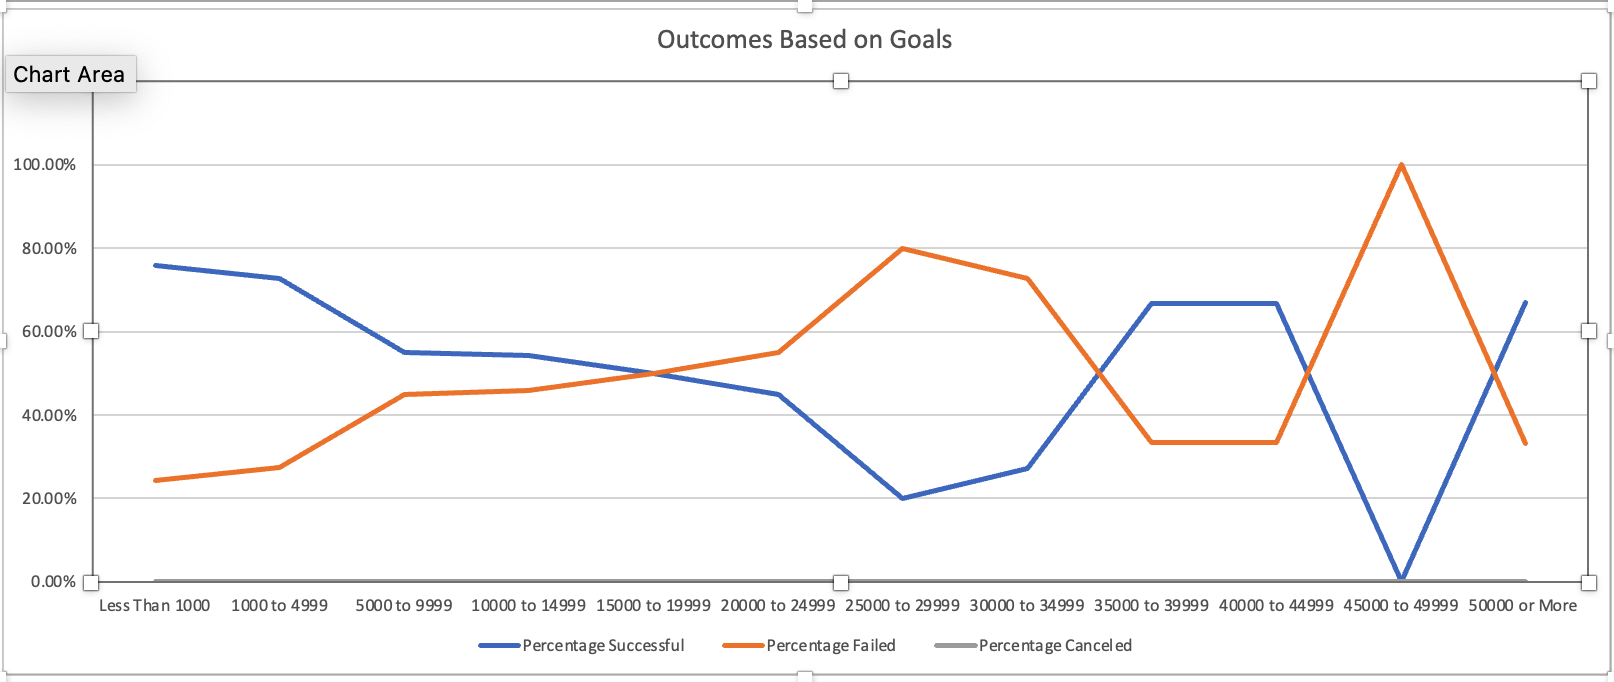 Outcomes Based on Goals
Chart Area
100.00%
80.00%
60.00%
40.00%
20.00%
0.00%
Less Than 1000 1000 to 4999 5000 to 9999 10000 to 14999 15000 to 19999 20000 to 24999 25000 to 29999 30000 to 34999 35000 to 39999 40000 to 44999 45000 to 49999 50000 or More
Percentage Successful Percentage Failed Percentage Canceled